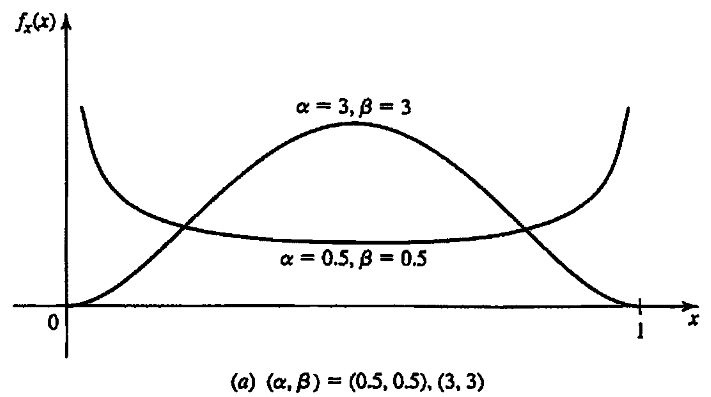 fₓ(x)
α = 3, β = 3
α = 0.5, β = 0.5
0
1
x
(a) (α, β) = (0.5, 0.5), (3, 3)